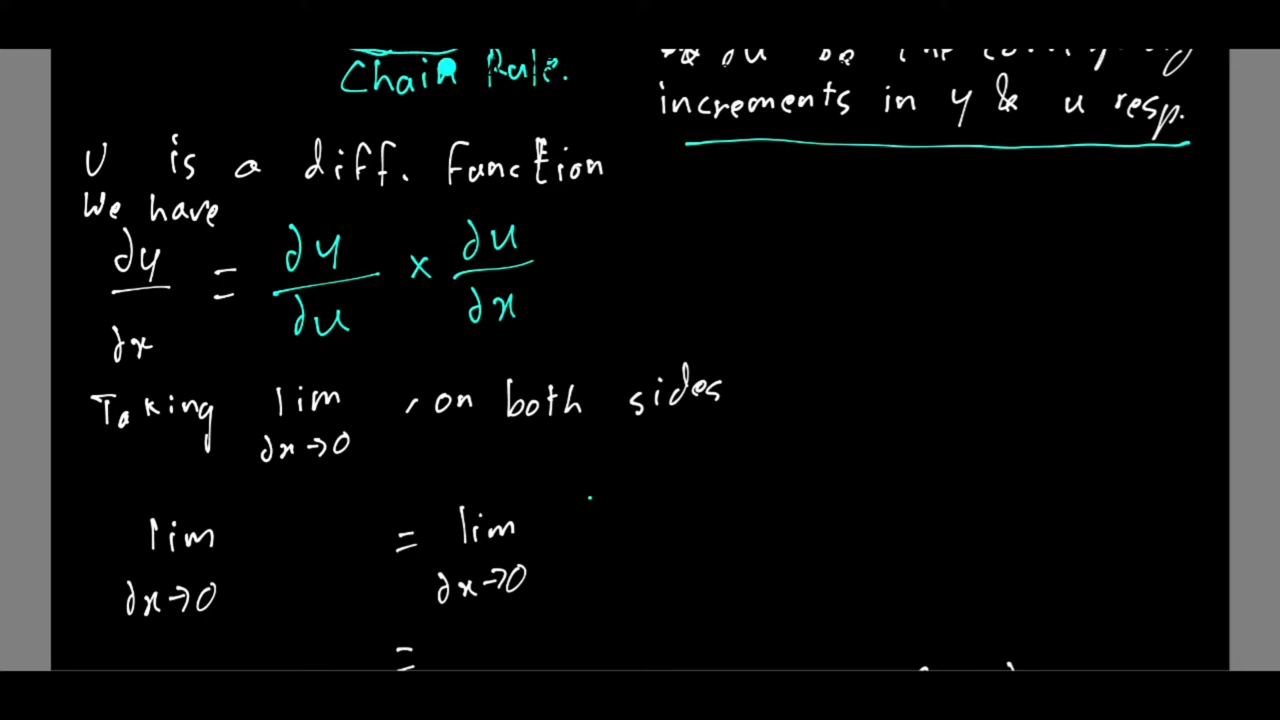 Chain Rule.
increments in y & u resp.
U is a diff. function
We have
∂y/∂x = ∂y/∂u × ∂u/∂x
Taking lim ∂x→0 , on both sides
lim ∂x→0 = lim ∂x→0
=